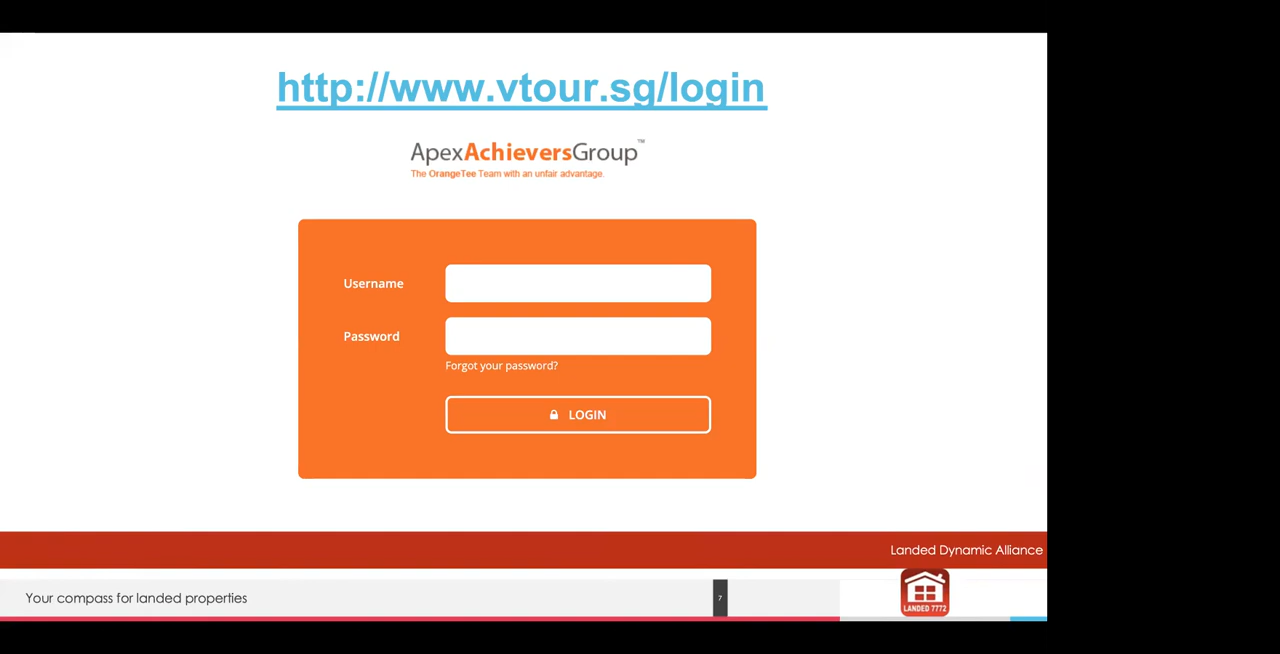 http://www.vtour.sg/login
ApexAchieversGroup™
The OrangeTee Team with an unfair advantage.
Username
Password
Forgot your password?
LOGIN
Landed Dynamic Alliance
Your compass for landed properties
7
LANDED 7772